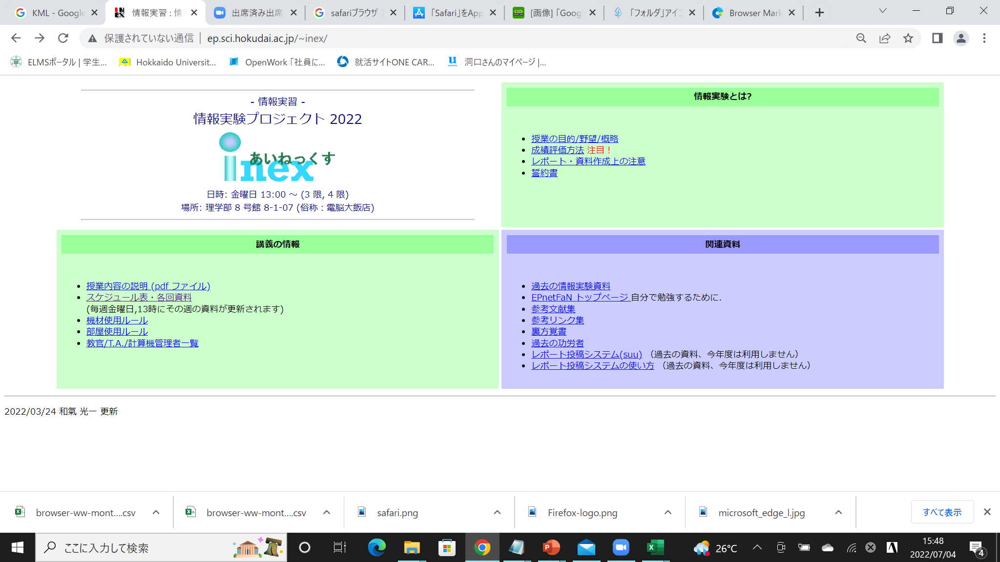 KML - Google
情報実習 : 情
出席済み出席
safariブラウザ
「Safari」をApp
[画像]「Googl
「フォルダ」アイコ
Browser Mark
保護されていない通信 | ep.sci.hokudai.ac.jp/~inex/
ELMSポータル | 学生...
Hokkaido Universit...
OpenWork「社員に...
就活サイトONE CAR...
洞口さんのマイページ |...
- 情報実習 -
情報実験プロジェクト 2022
inex
あいねっくす
日時: 金曜日 13:00 ～ (3 限, 4 限)
場所: 理学部 8 号館 8-1-07 (俗称 : 電脳大飯店)
情報実験とは?
授業の目的/野望/概略
成績評価方法 注目！
レポート・資料作成上の注意
誓約書
講義の情報
授業内容の説明 (pdf ファイル)
スケジュール表・各回資料
(毎週金曜日,13時にその週の資料が更新されます)
機材使用ルール
部屋使用ルール
教官/T.A./計算機管理者一覧
関連資料
過去の情報実験資料
EPnetFaN トップページ 自分で勉強するために.
参考文献集
参考リンク集
裏方覚書
過去の功労者
レポート投稿システム(suu) （過去の資料、今年度は利用しません）
レポート投稿システムの使い方 （過去の資料、今年度は利用しません）
2022/03/24 和氣 光一 更新
browser-ww-mont....csv
browser-ww-mont....csv
safari.png
Firefox-logo.png
microsoft_edge_l.jpg
すべて表示
ここに入力して検索
26°C
15:48
2022/07/04
4